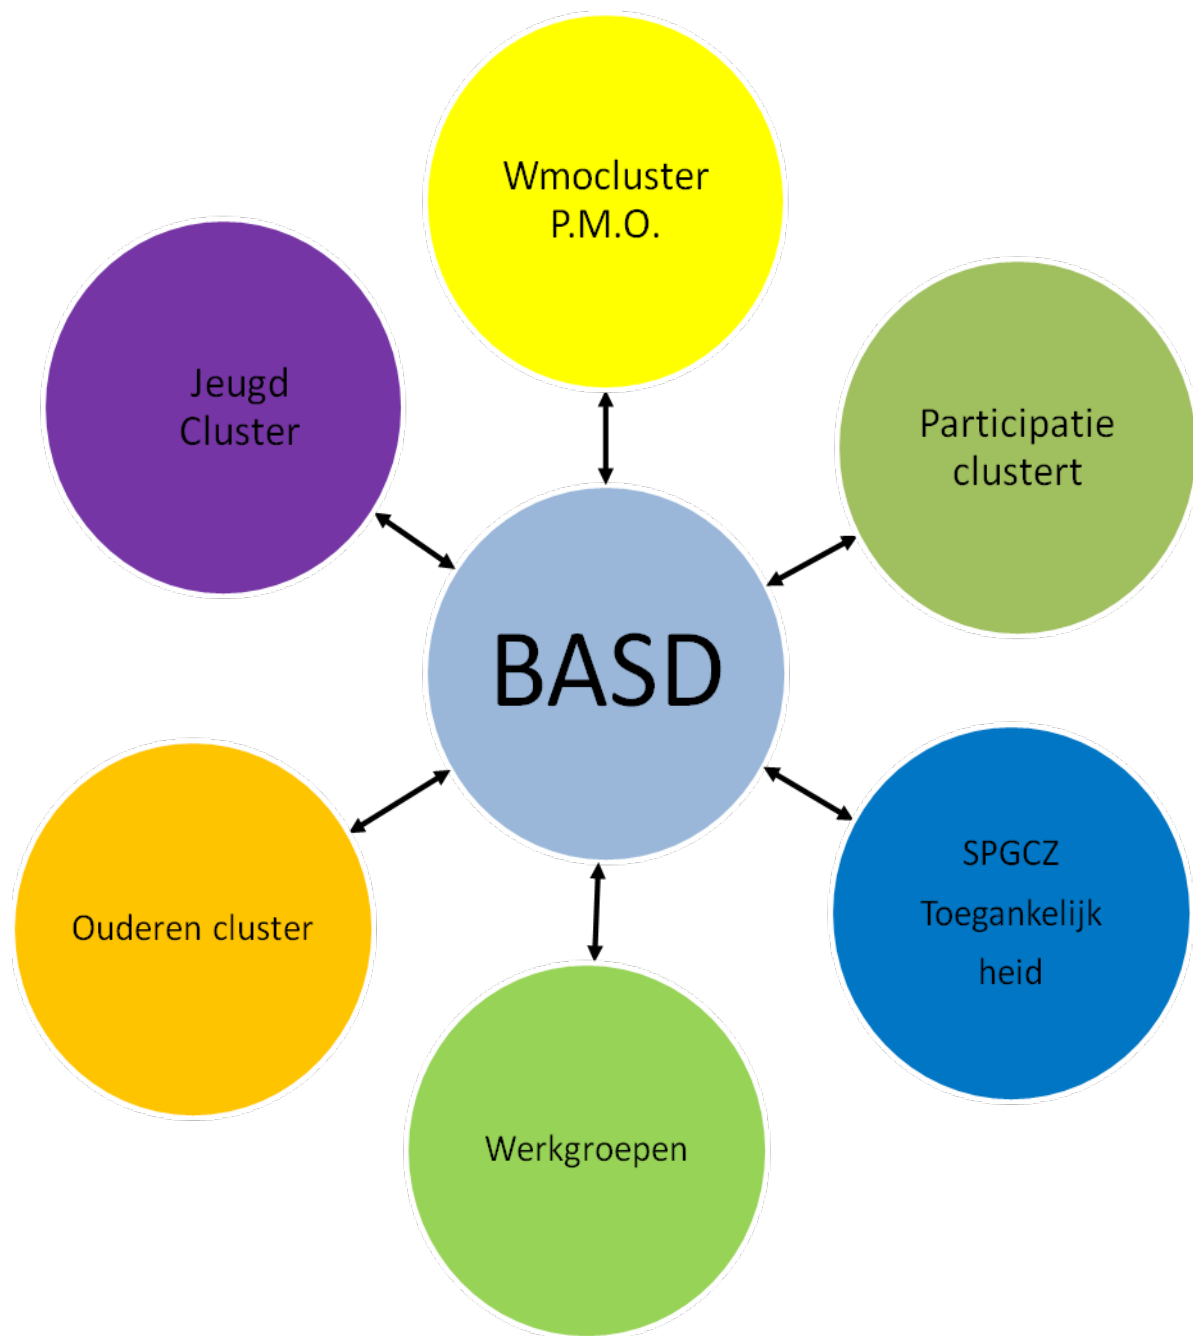 Wmocluster
P.M.O.
Jeugd
Cluster
Participatie
clustert
BASD
SPGCZ
Toegankelijk
heid
Ouderen cluster
Werkgroepen